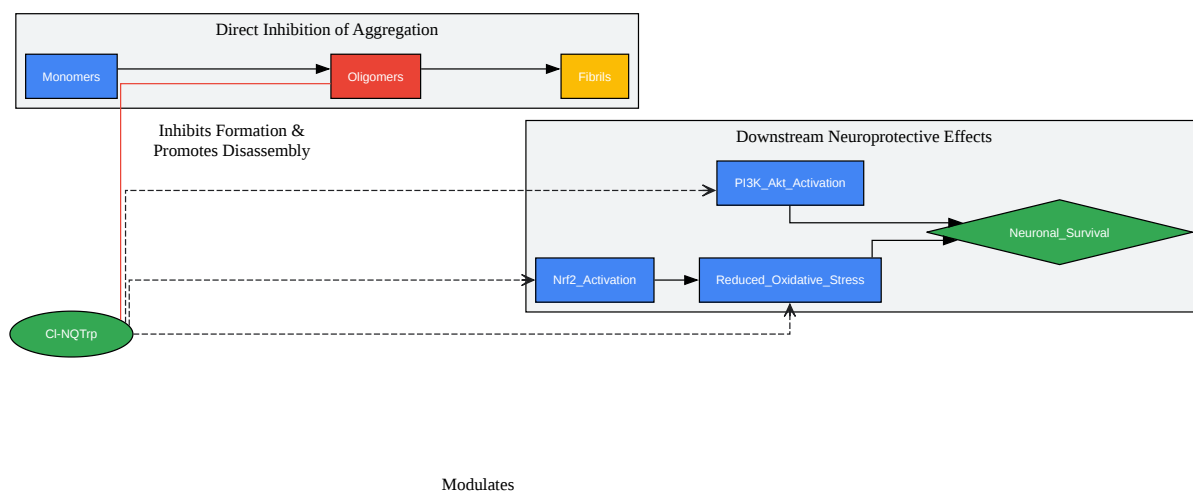 Direct Inhibition of Aggregation
Monomers
Oligomers
Fibrils
Inhibits Formation &
Promotes Disassembly
Downstream Neuroprotective Effects
PI3K_Akt_Activation
Neuronal_Survival
Nrf2_Activation
Reduced_Oxidative_Stress
Cl-NQTrp
Modulates